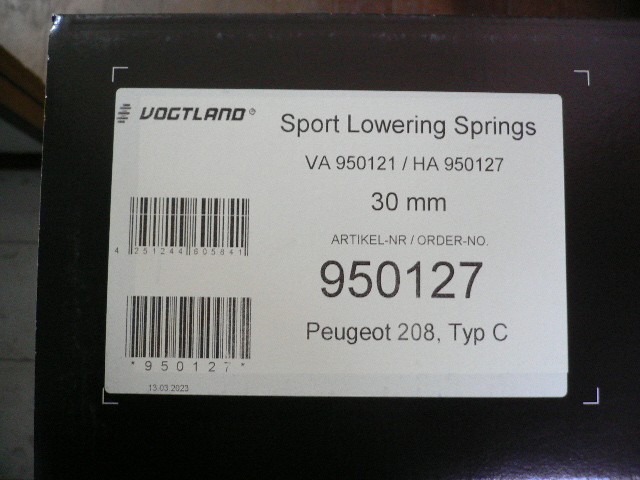 VOGTLAND®
Sport Lowering Springs
VA 950121 / HA 950127
30 mm
ARTIKEL-NR / ORDER-NO.
950127
Peugeot 208, Typ C
4 251244 605841
*950127*
13.03.2023